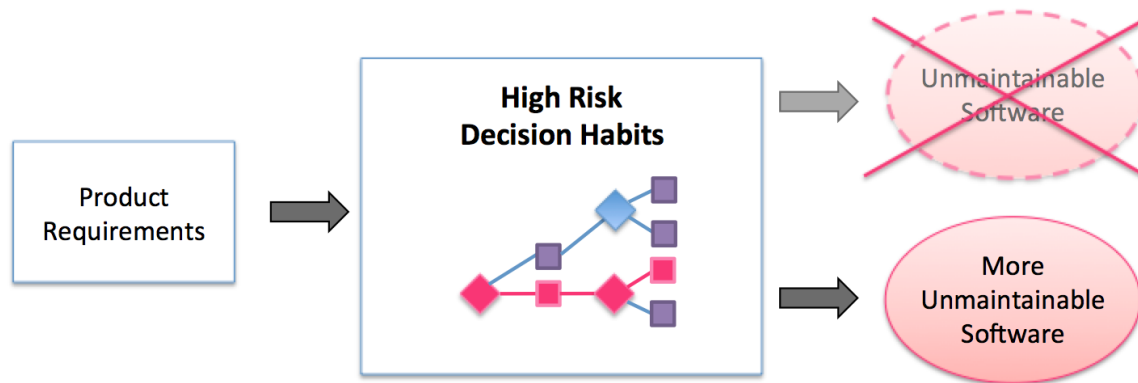 Product
Requirements
High Risk
Decision Habits
Unmaintainable
Software
More
Unmaintainable
Software